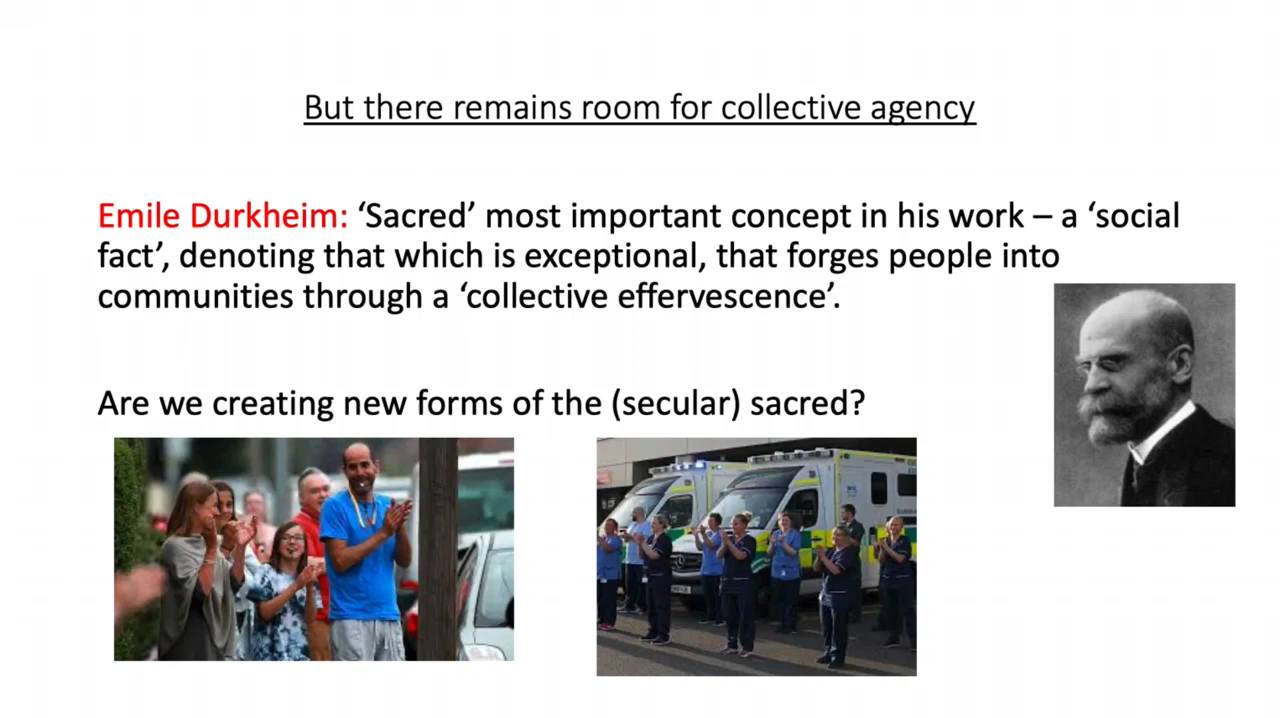 But there remains room for collective agency
Emile Durkheim: ‘Sacred’ most important concept in his work – a ‘social
fact’, denoting that which is exceptional, that forges people into
communities through a ‘collective effervescence’.
Are we creating new forms of the (secular) sacred?